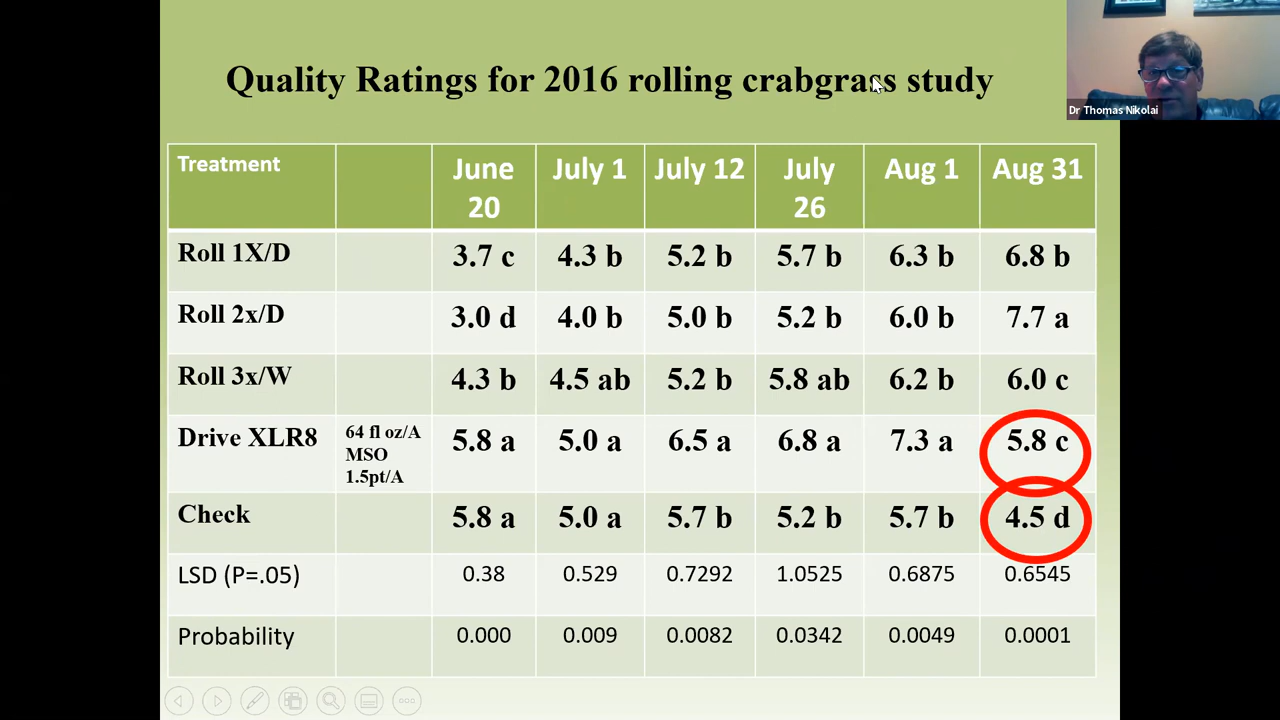 Quality Ratings for 2016 rolling crabgrass study
Dr Thomas Nikolai
Treatment June 20 July 1 July 12 July 26 Aug 1 Aug 31
Roll 1X/D 3.7 c 4.3 b 5.2 b 5.7 b 6.3 b 6.8 b
Roll 2x/D 3.0 d 4.0 b 5.0 b 5.2 b 6.0 b 7.7 a
Roll 3x/W 4.3 b 4.5 ab 5.2 b 5.8 ab 6.2 b 6.0 c
Drive XLR8 64 fl oz/A MSO 1.5pt/A 5.8 a 5.0 a 6.5 a 6.8 a 7.3 a 5.8 c
Check 5.8 a 5.0 a 5.7 b 5.2 b 5.7 b 4.5 d
LSD (P=.05) 0.38 0.529 0.7292 1.0525 0.6875 0.6545
Probability 0.000 0.009 0.0082 0.0342 0.0049 0.0001